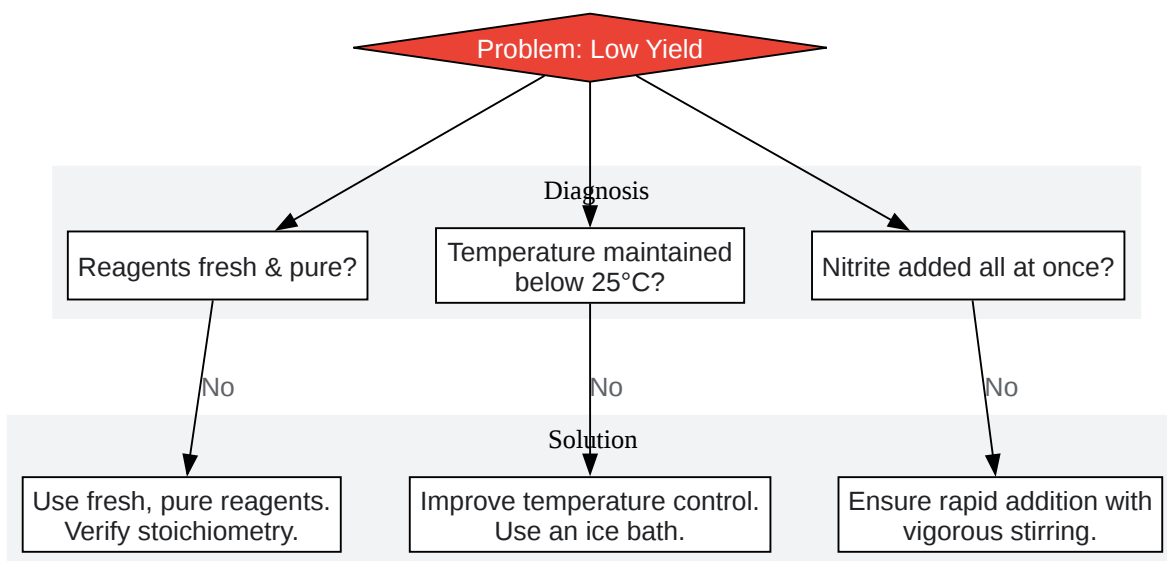 Problem: Low Yield
Diagnosis
Reagents fresh & pure?
Temperature maintained
below 25°C?
Nitrite added all at once?
No
No
No
Solution
Use fresh, pure reagents.
Verify stoichiometry.
Improve temperature control.
Use an ice bath.
Ensure rapid addition with
vigorous stirring.